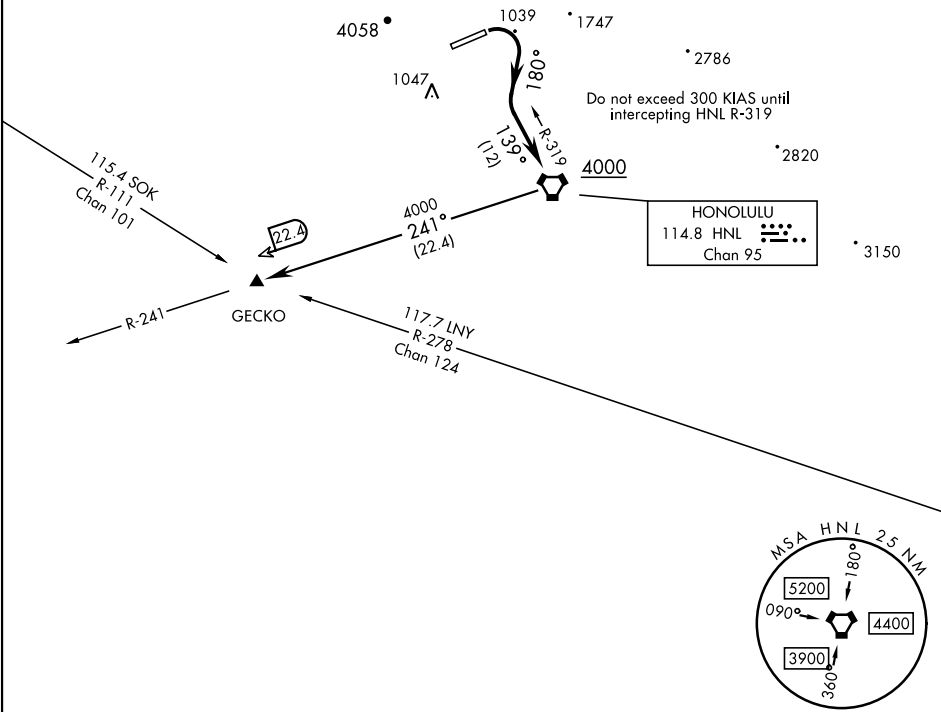 4058
1039
1747
2786
1047
180°
Do not exceed 300 KIAS until
intercepting HNL R-319
R-319
139°
(12)
2820
4000
115.4 SOK
R-111
Chan 101
4000
241°
(22.4)
HONOLULU
114.8 HNL
Chan 95
3150
22.4
GECKO
R-241
117.7 LNY
R-278
Chan 124
MSA HNL 25 NM
180°
5200
090°
4400
3900
360°